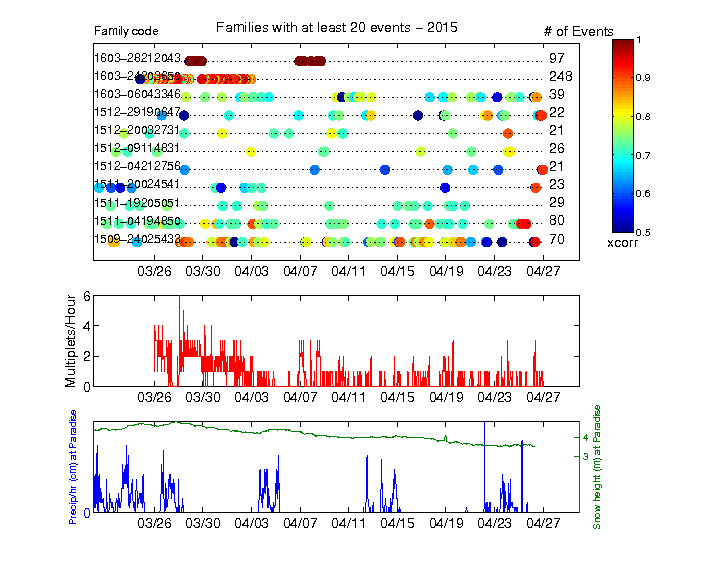 Families with at least 20 events − 2015
Family code
# of Events
1603−28212043 97
248
1603−06043346 39
1512−29190647 22
1512−20032731 21
1512−09114831 26
1512−04212756 21
1511−20024541 23
1511−19205051 29
1511−04194850 80
1509−24025433 70
03/26 03/30 04/03 04/07 04/11 04/15 04/19 04/23 04/27
1
0.9
0.8
0.7
0.6
0.5
xcorr
Multiplets/Hour
6
4
2
0
03/26 03/30 04/03 04/07 04/11 04/15 04/19 04/23 04/27
Precip/hr (cm) at Paradise
0
4
3
Snow height (m) at Paradise
03/26 03/30 04/03 04/07 04/11 04/15 04/19 04/23 04/27